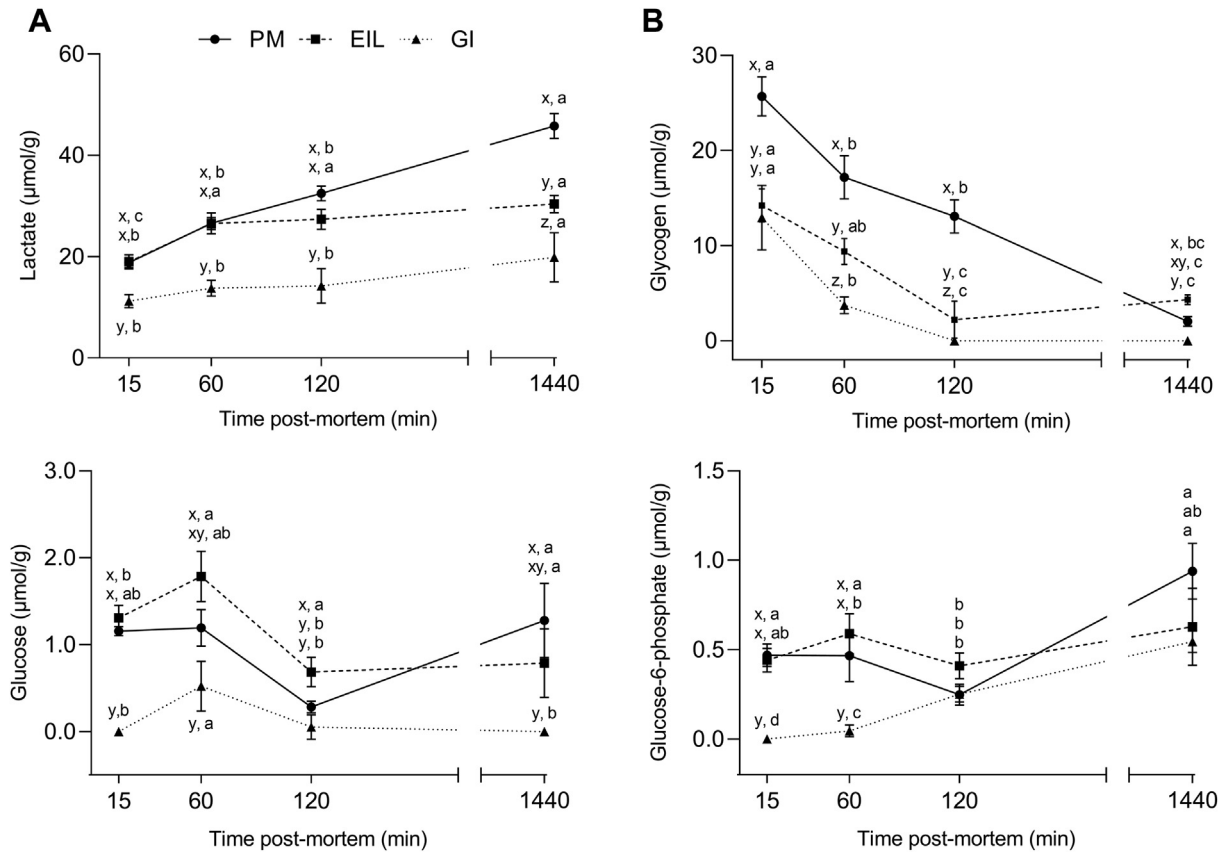 A
PM EIL GI
Lactate (µmol/g)
60
40
20
0
x, c
x,b
y, b
x, b
x,a
y, b
x, b
x, a
y, b
x, a
y, a
z, a
15 60 120 1440
Time post-mortem (min)
B
Glycogen (µmol/g)
30
20
10
0
x, a
y, a
y, a
x, b
y, ab
z, b
x, b
y, c
z, c
x, bc
xy, c
y, c
15 60 120 1440
Time post-mortem (min)
Glucose (µmol/g)
3.0
2.0
1.0
0.0
x, b
x, ab
y,b
x, a
xy, ab
y, a
x, a
y, b
y, b
x, a
xy, a
y, b
15 60 120 1440
Time post-mortem (min)
Glucose-6-phosphate (µmol/g)
1.5
1.0
0.5
0.0
x, a
x, ab
y, d
x, a
x, b
y, c
b
b
b
a
ab
a
15 60 120 1440
Time post-mortem (min)